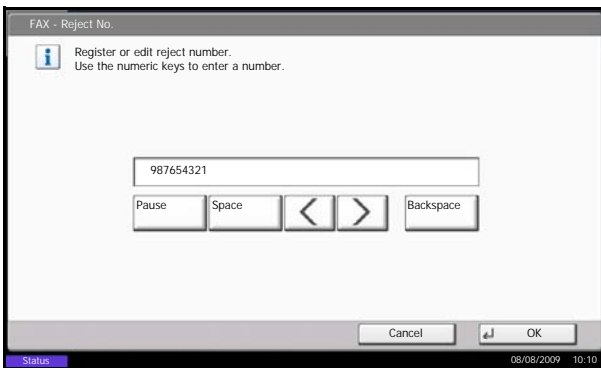 FAX - Reject No.
Register or edit reject number.
Use the numeric keys to enter a number.
987654321
Pause Space < > Backspace
Cancel OK
Status 08/08/2009 10:10